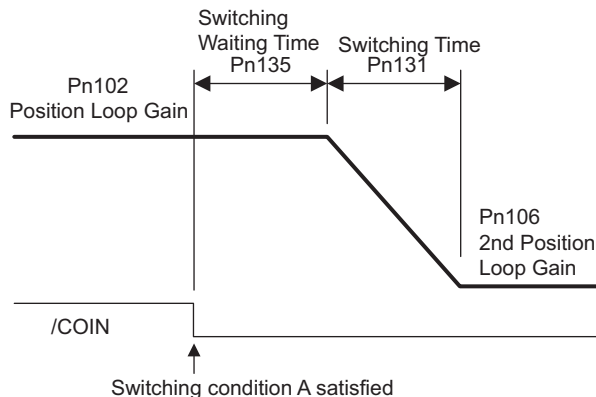 Switching
Waiting Time
Pn135
Switching Time
Pn131
Pn102
Position Loop Gain
Pn106
2nd Position
Loop Gain
/COIN
Switching condition A satisfied